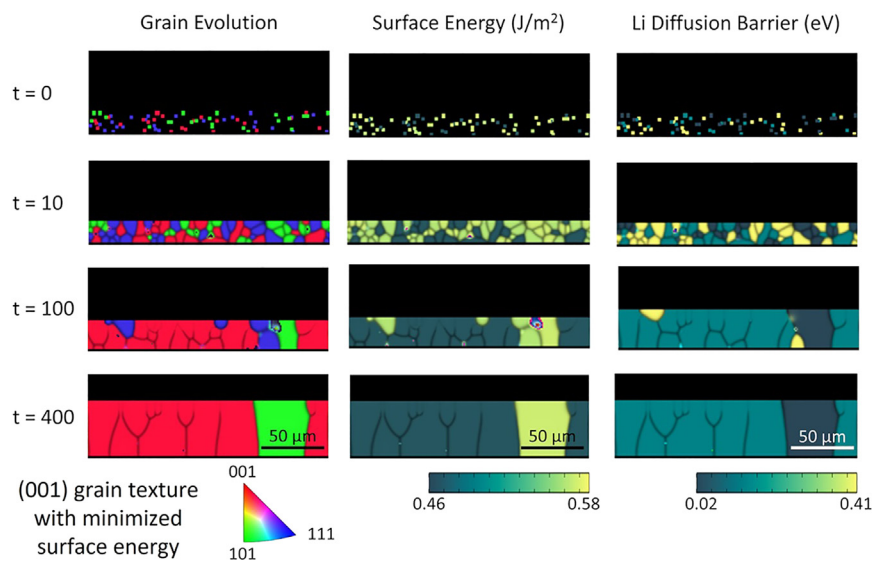 Grain Evolution
Surface Energy (J/m²)
Li Diffusion Barrier (eV)
t = 0
t = 10
t = 100
t = 400
50 μm
50 μm
50 μm
(001) grain texture
with minimized
surface energy
001
101
111
0.46
0.58
0.02
0.41